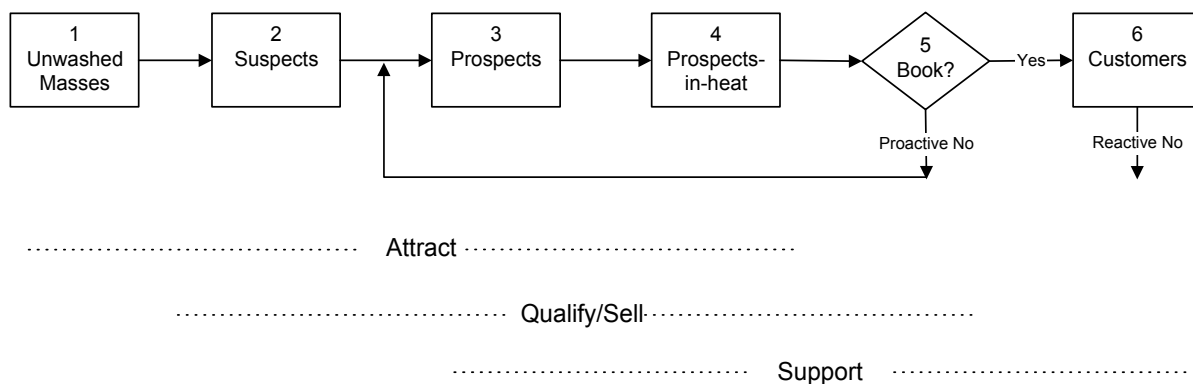 1
Unwashed
Masses
2
Suspects
3
Prospects
4
Prospects-
in-heat
5
Book?
Yes
6
Customers
Proactive No
Reactive No
Attract
Qualify/Sell
Support